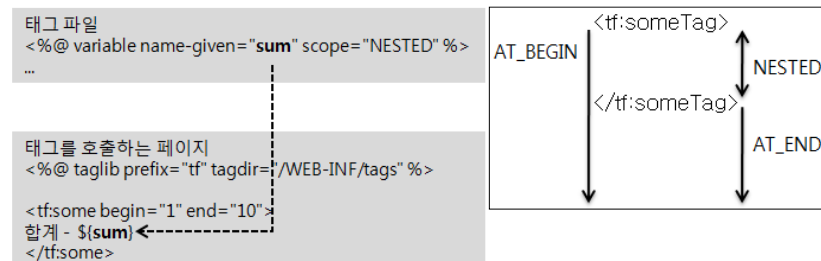 태그 파일
<%@ variable name-given="sum" scope="NESTED" %>
...
태그를 호출하는 페이지
<%@ taglib prefix="tf" tagdir="/WEB-INF/tags" %>
<tf:some begin="1" end="10">
합계 - ${sum}
</tf:some>
<tf:someTag>
AT_BEGIN
NESTED
</tf:someTag>
AT_END